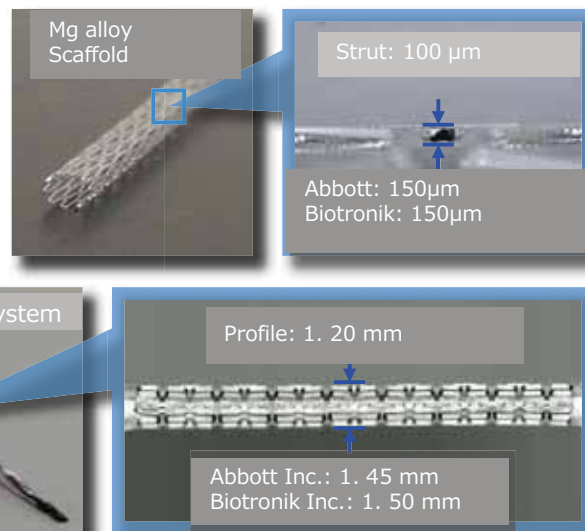 Mg alloy
Scaffold
Strut: 100 µm
Abbott: 150µm
Biotronik: 150µm
ystem
Profile: 1. 20 mm
Abbott Inc.: 1. 45 mm
Biotronik Inc.: 1. 50 mm